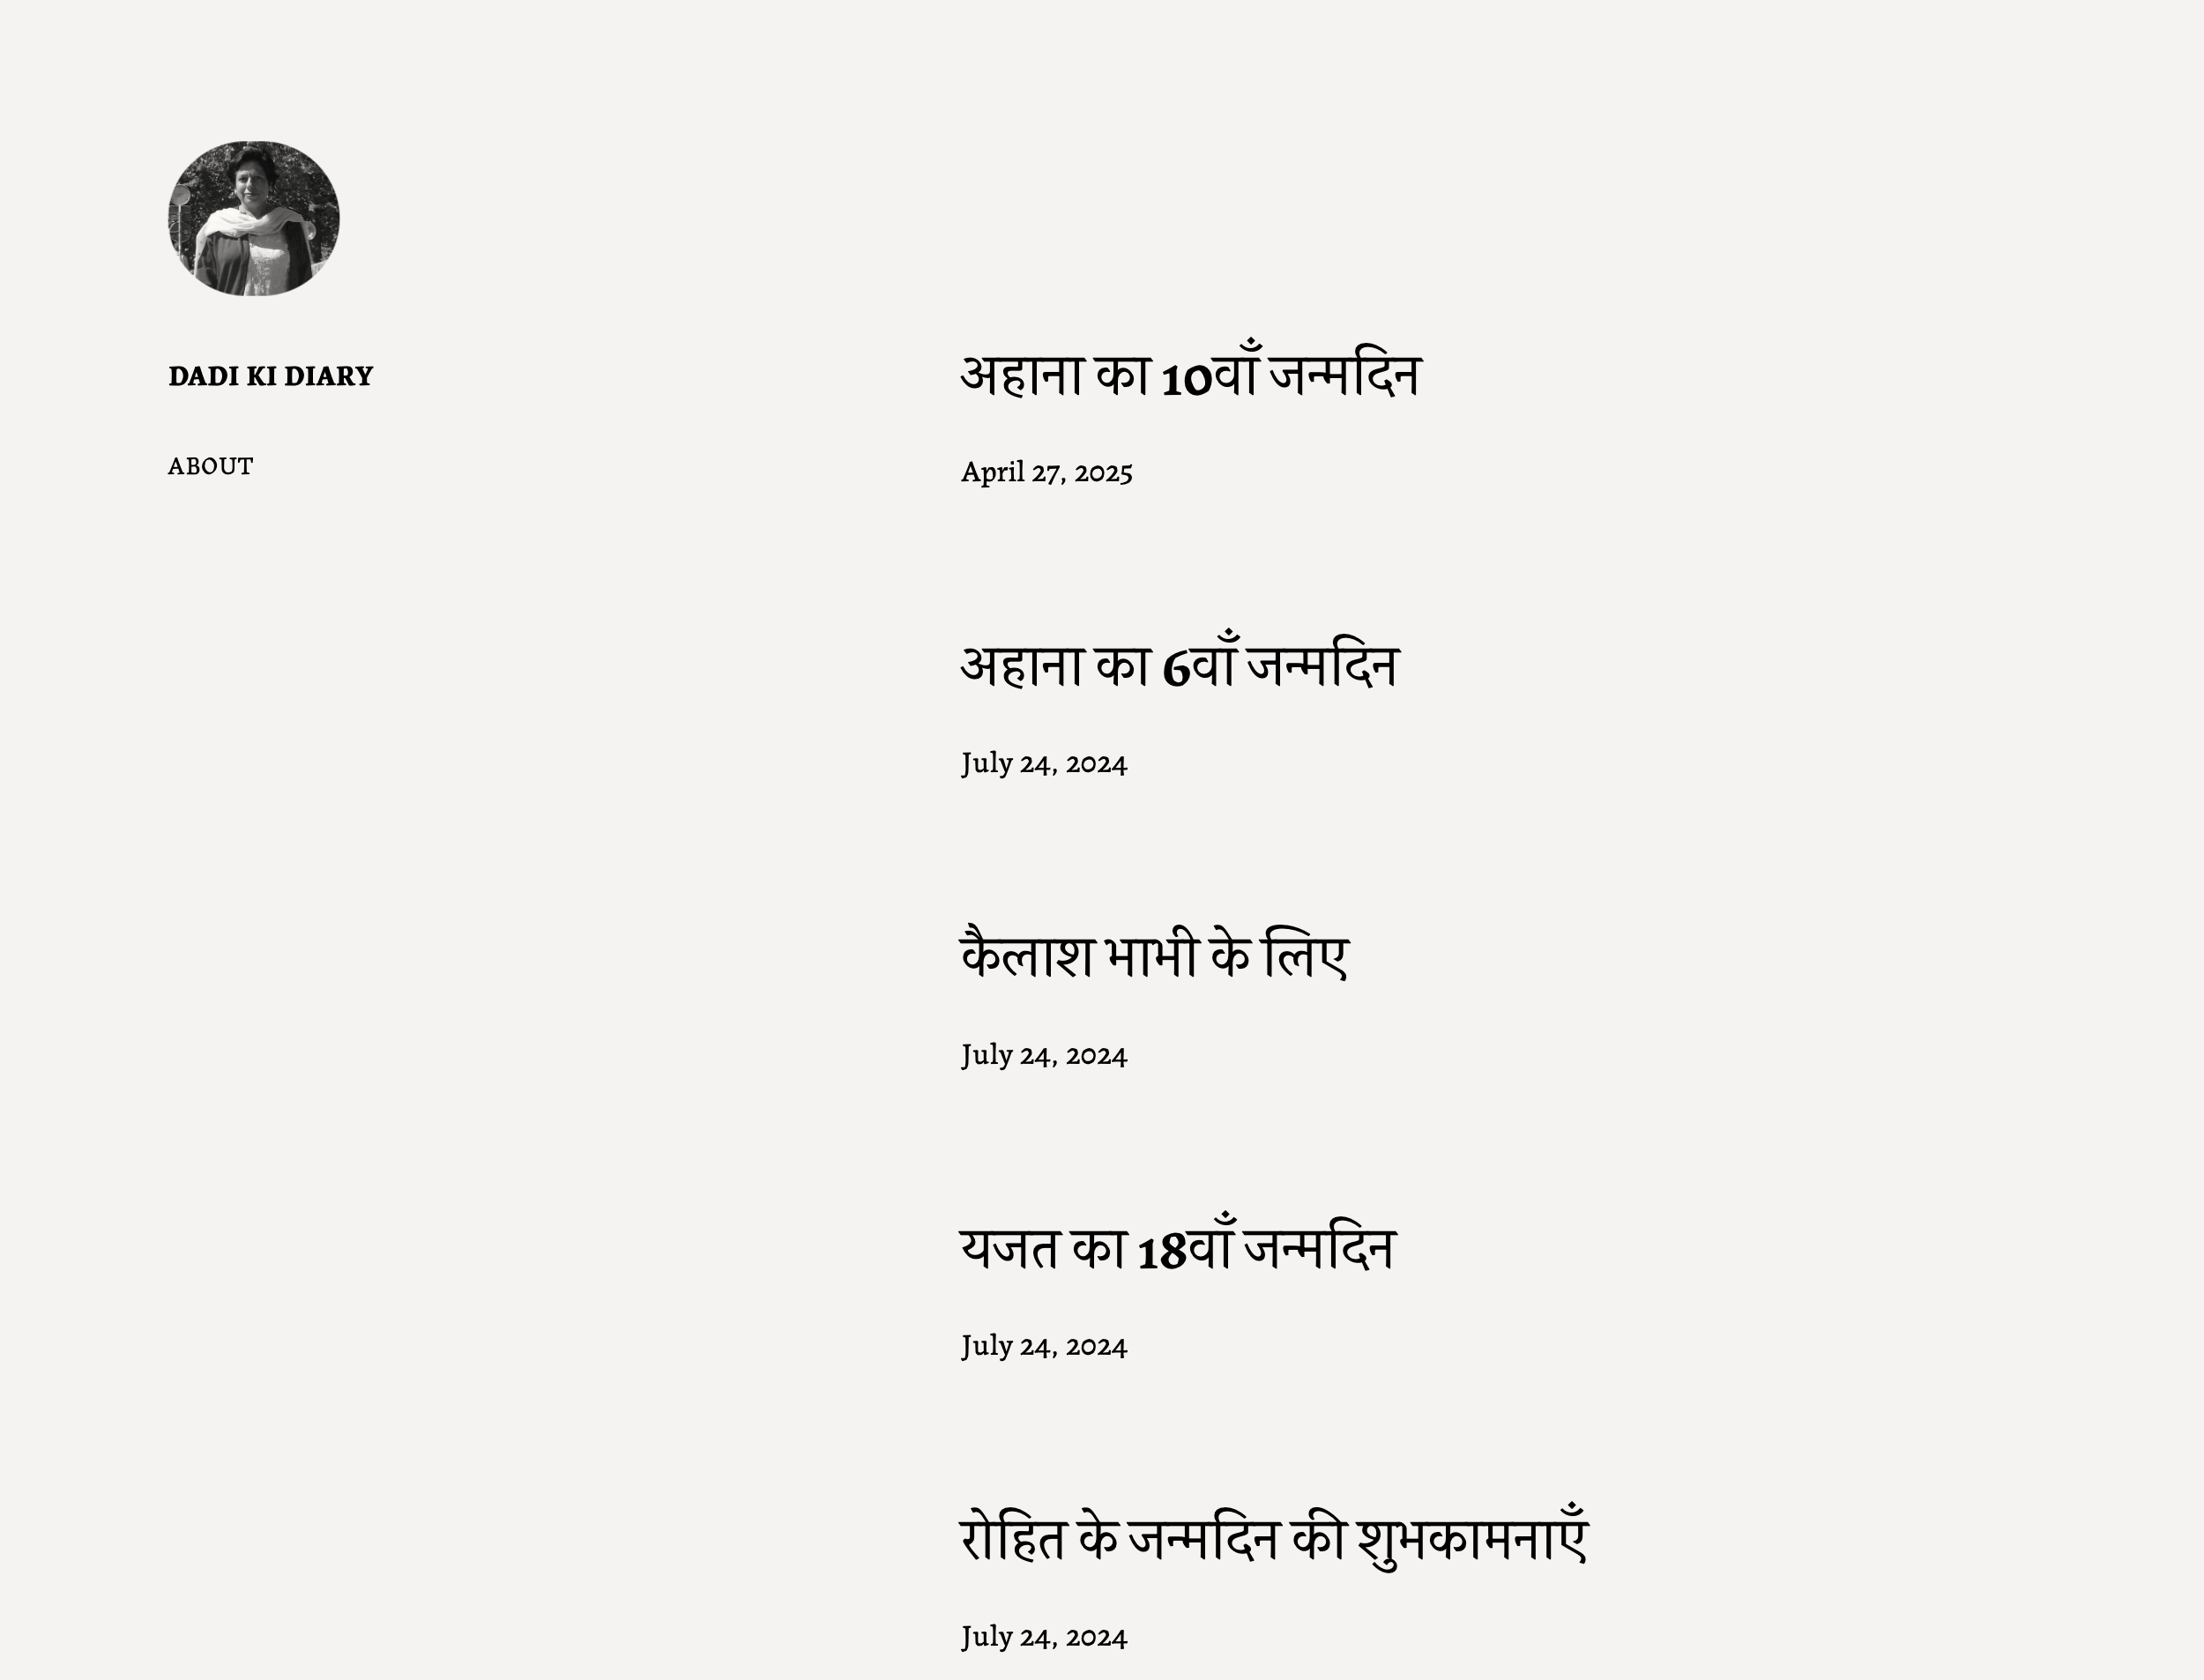 DADI KI DIARY
ABOUT
अहाना का 10वाँ जन्मदिन
April 27, 2025
अहाना का 6वाँ जन्मदिन
July 24, 2024
कैलाश भाभी के लिए
July 24, 2024
यजत का 18वाँ जन्मदिन
July 24, 2024
रोहित के जन्मदिन की शुभकामनाएँ
July 24, 2024